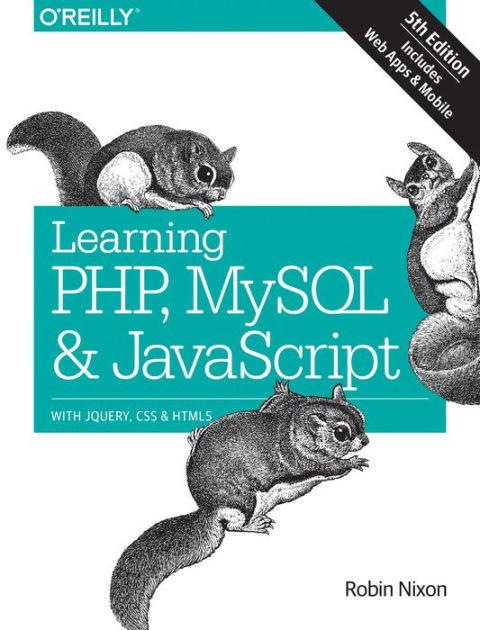 O'REILLY®
5th Edition
Includes
Web Apps & Mobile
Learning
PHP, MySQL
& JavaScript
WITH JQUERY, CSS & HTML5
Robin Nixon